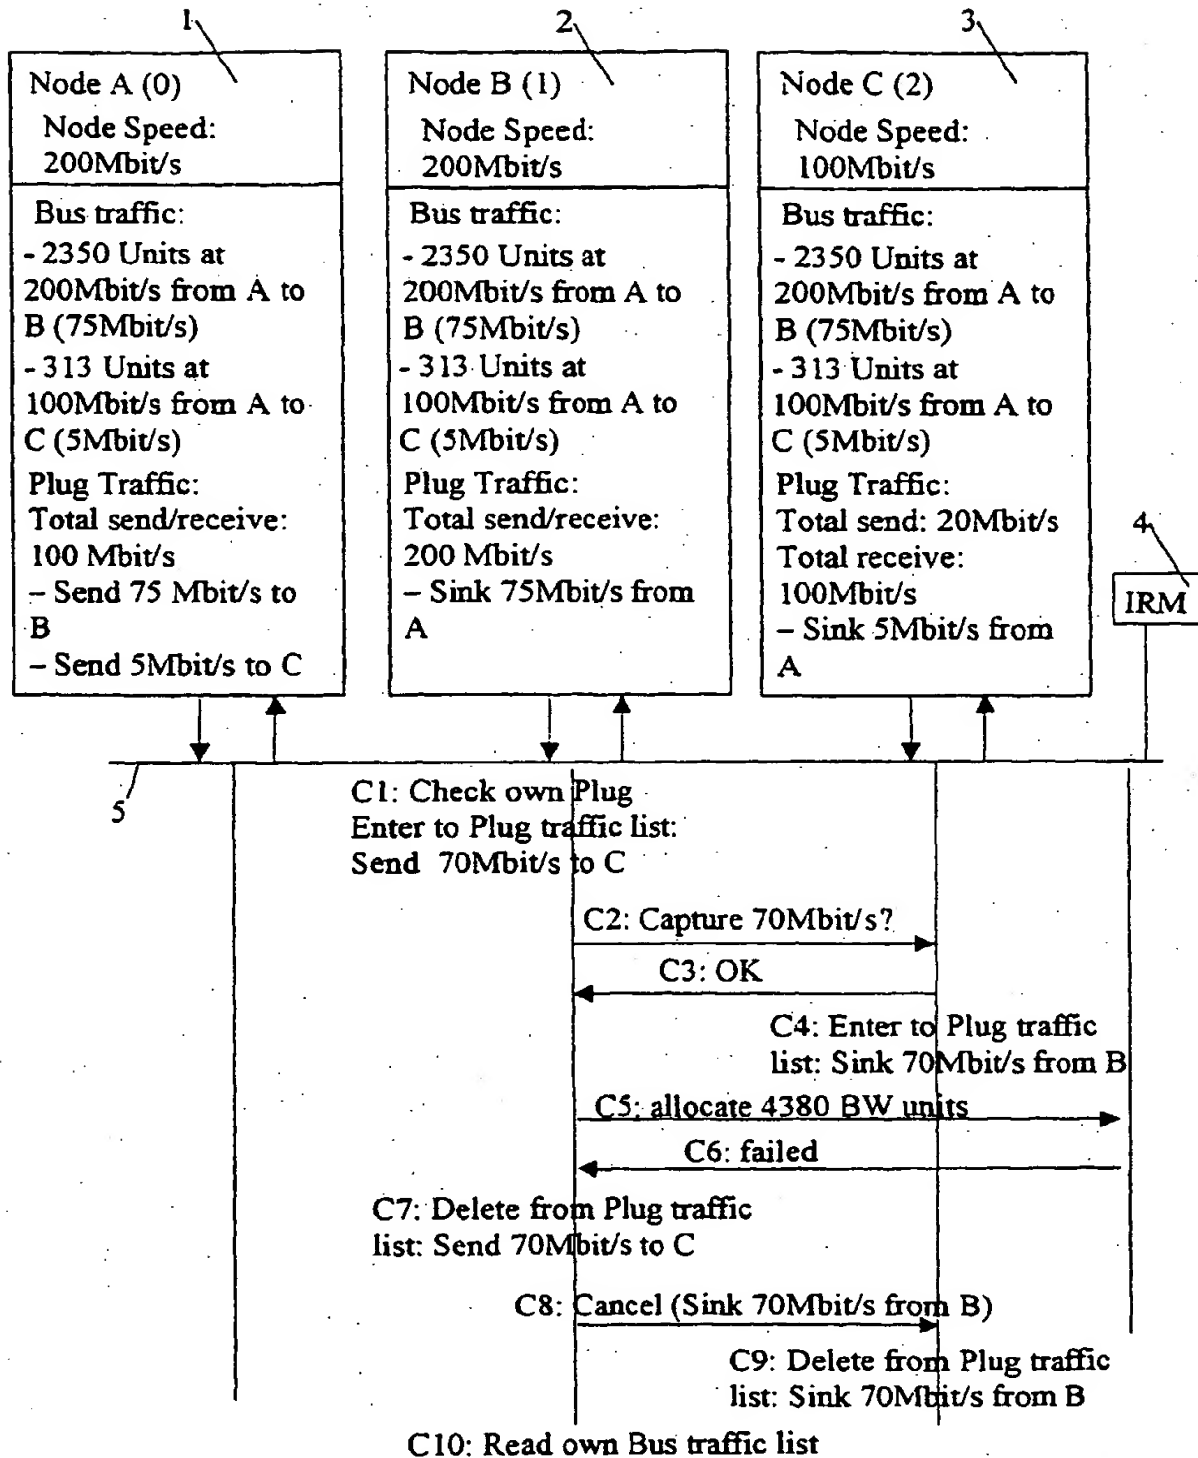 1
2
3
Node A (0)
Node Speed:
200Mbit/s
Bus traffic:
- 2350 Units at
200Mbit/s from A to
B (75Mbit/s)
- 313 Units at
100Mbit/s from A to
C (5Mbit/s)
Plug Traffic:
Total send/receive:
100 Mbit/s
– Send 75 Mbit/s to
B
– Send 5Mbit/s to C
Node B (1)
Node Speed:
200Mbit/s
Bus traffic:
- 2350 Units at
200Mbit/s from A to
B (75Mbit/s)
- 313 Units at
100Mbit/s from A to
C (5Mbit/s)
Plug Traffic:
Total send/receive:
200 Mbit/s
– Sink 75Mbit/s from
A
Node C (2)
Node Speed:
100Mbit/s
Bus traffic:
- 2350 Units at
200Mbit/s from A to
B (75Mbit/s)
- 313 Units at
100Mbit/s from A to
C (5Mbit/s)
Plug Traffic:
Total send: 20Mbit/s
Total receive:
100Mbit/s
– Sink 5Mbit/s from
A
4
IRM
5
C1: Check own Plug
Enter to Plug traffic list:
Send 70Mbit/s to C
C2: Capture 70Mbit/s?
C3: OK
C4: Enter to Plug traffic
list: Sink 70Mbit/s from B
C5: allocate 4380 BW units
C6: failed
C7: Delete from Plug traffic
list: Send 70Mbit/s to C
C8: Cancel (Sink 70Mbit/s from B)
C9: Delete from Plug traffic
list: Sink 70Mbit/s from B
C10: Read own Bus traffic list